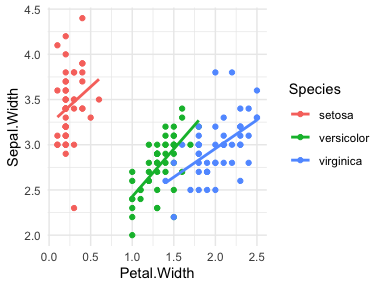 4.5
4.0
3.5
3.0
2.5
2.0
Sepal.Width
0.0 0.5 1.0 1.5 2.0 2.5
Petal.Width
Species
setosa
versicolor
virginica